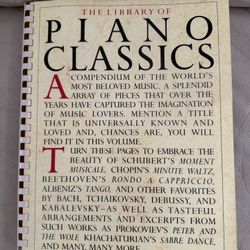 THE LIBRARY OF
PIANO
CLASSICS
A COMPENDIUM OF THE WORLD'S
MOST BELOVED MUSIC. A SPLENDID
ARRAY OF PIECES THAT OVER THE
YEARS HAVE CAPTURED THE IMAGINATION
OF MUSIC LOVERS. MENTION A TITLE
THAT IS UNIVERSALLY KNOWN AND
LOVED AND, CHANCES ARE, YOU WILL
FIND IT IN THIS VOLUME.
TURN THESE PAGES TO EMBRACE THE
BEAUTY OF SCHUBERT'S MOMENT
MUSICALE, CHOPIN'S MINUTE WALTZ,
BEETHOVEN'S RONDO A CAPRICCIO,
ALBENIZ'S TANGO, AND OTHER FAVORITES
BY BACH, TCHAIKOVSKY, DEBUSSY, AND
KABALEVSKY—AS WELL AS TASTEFUL
ARRANGEMENTS AND EXCERPTS FROM
SUCH WORKS AS PROKOVIEV'S PETER AND
THE WOLF, KHACHATURIAN'S SABRE DANCE,
AND MANY, MANY MORE.